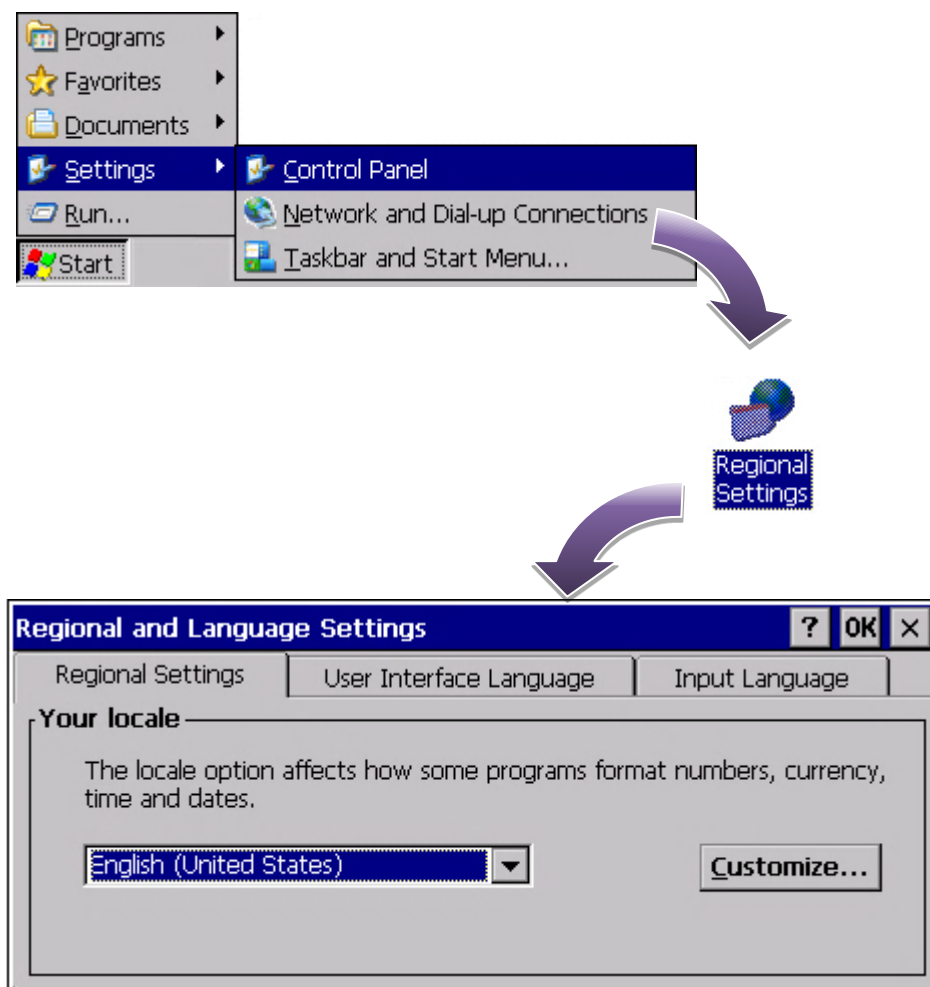 Programs
Favorites
Documents
Settings
Control Panel
Run...
Network and Dial-up Connections
Start
Taskbar and Start Menu...
Regional
Settings
Regional and Language Settings ? OK ×
Regional Settings User Interface Language Input Language
Your locale
The locale option affects how some programs format numbers, currency,
time and dates.
English (United States) Customize...